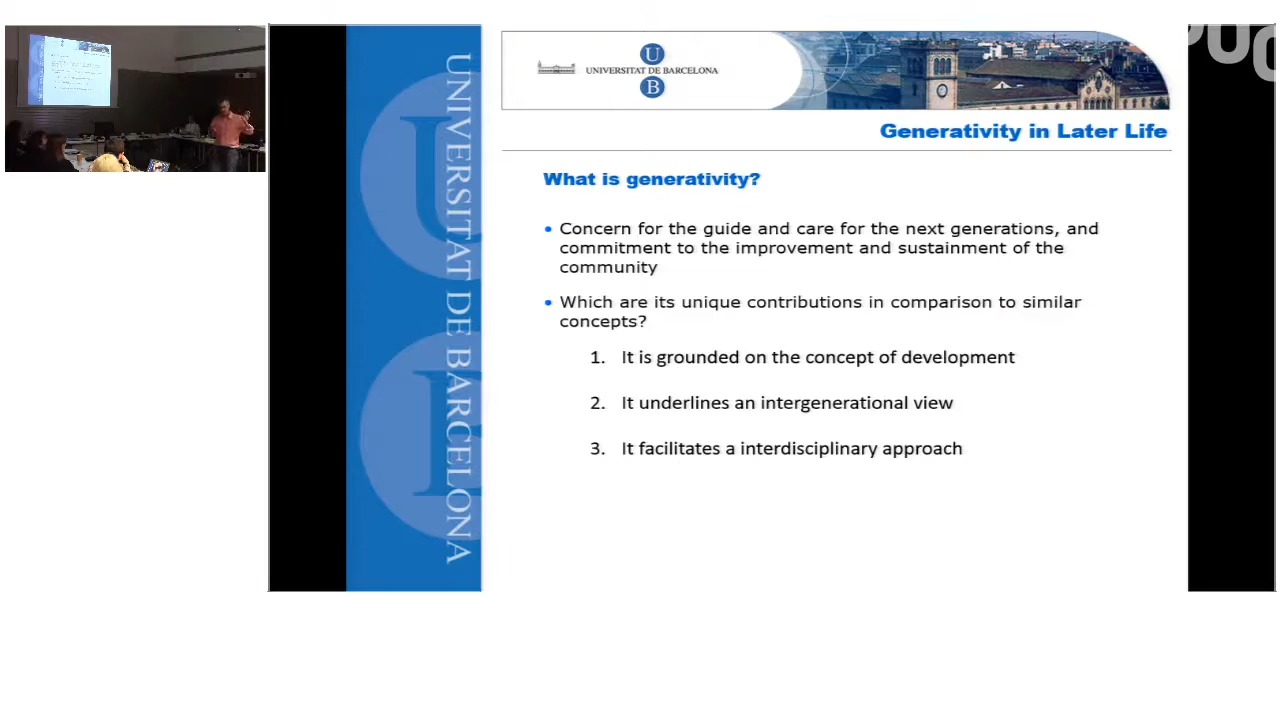 UOC
UNIVERSITAT DE BARCELONA
U
UNIVERSITAT DE BARCELONA
B
Generativity in Later Life
What is generativity?
• Concern for the guide and care for the next generations, and
commitment to the improvement and sustainment of the
community
• Which are its unique contributions in comparison to similar
concepts?
1. It is grounded on the concept of development
2. It underlines an intergenerational view
3. It facilitates a interdisciplinary approach
U
B